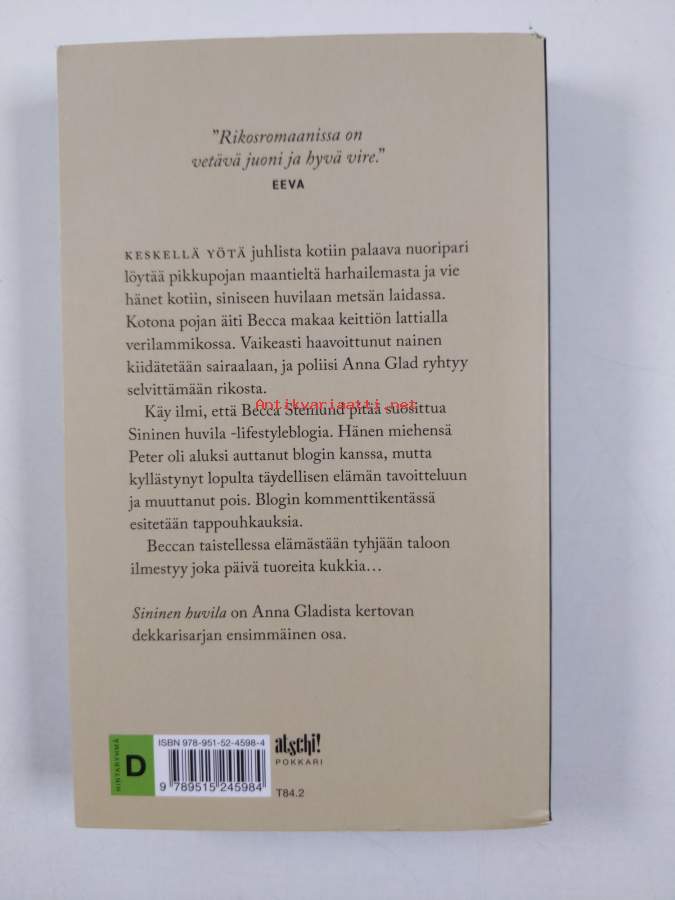 ”Rikosromaanissa on
vetävä juoni ja hyvä vire.”
EEVA
KESKELLÄ YÖTÄ juhlista kotiin palaava nuoripari
löytää pikkupojan maantieltä harhailemasta ja vie
hänet kotiin, siniseen huvilaan metsän laidassa.
Kotona pojan äiti Becca makaa keittiön lattialla
verilammikossa. Vaikeasti haavoittunut nainen
kiidätetään sairaalaan, ja poliisi Anna Glad ryhtyy
selvittämään rikosta.
Antikvariaatti.net
Käy ilmi, että Becca Stenlund pitää suosittua
Sininen huvila -lifestyleblogia. Hänen miehensä
Peter oli aluksi auttanut blogin kanssa, mutta
kyllästynyt lopulta täydellisen elämän tavoitteluun
ja muuttanut pois. Blogin kommenttikentässä
esitetään tappouhkauksia.
Beccan taistellessa elämästään tyhjään taloon
ilmestyy joka päivä tuoreita kukkia…
Sininen huvila on Anna Gladista kertovan
dekkarisarjan ensimmäinen osa.
HINTARYHMÄ
D
ISBN 978-951-52-4598-4
9 789515 245984
atschi!
POKKARI
T84.2